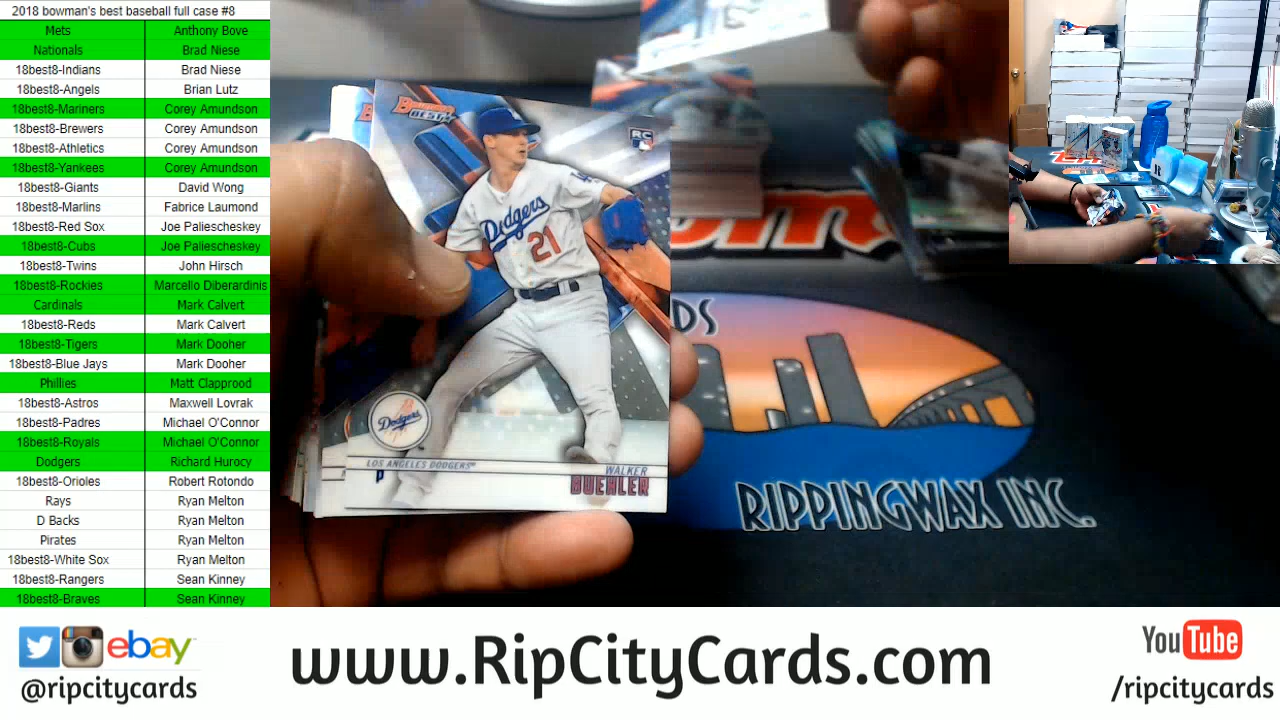 2018 bowman's best baseball full case #8
Mets Anthony Bove
Nationals Brad Niese
18best8-Indians Brad Niese
18best8-Angels Brian Lutz
18best8-Mariners Corey Amundson
18best8-Brewers Corey Amundson
18best8-Athletics Corey Amundson
18best8-Yankees Corey Amundson
18best8-Giants David Wong
18best8-Marlins Fabrice Laumond
18best8-Red Sox Joe Paliescheskey
18best8-Cubs Joe Paliescheskey
18best8-Twins John Hirsch
18best8-Rockies Marcello Diberardinis
Cardinals Mark Calvert
18best8-Reds Mark Calvert
18best8-Tigers Mark Dooher
18best8-Blue Jays Mark Dooher
Phillies Matt Clapprood
18best8-Astros Maxwell Lovrak
18best8-Padres Michael O'Connor
18best8-Royals Michael O'Connor
Dodgers Richard Hurocy
18best8-Orioles Robert Rotondo
Rays Ryan Melton
D Backs Ryan Melton
Pirates Ryan Melton
18best8-White Sox Ryan Melton
18best8-Rangers Sean Kinney
18best8-Braves Sean Kinney
BOWMAN'S
BEST
RC
Dodgers
21
Dodgers
LOS ANGELES DODGERS
P
WALKER
BUEHLER
DS
RIPPINGWAX INC.
ebay
@ripcitycards
www.RipCityCards.com
YouTube
/ripcitycards